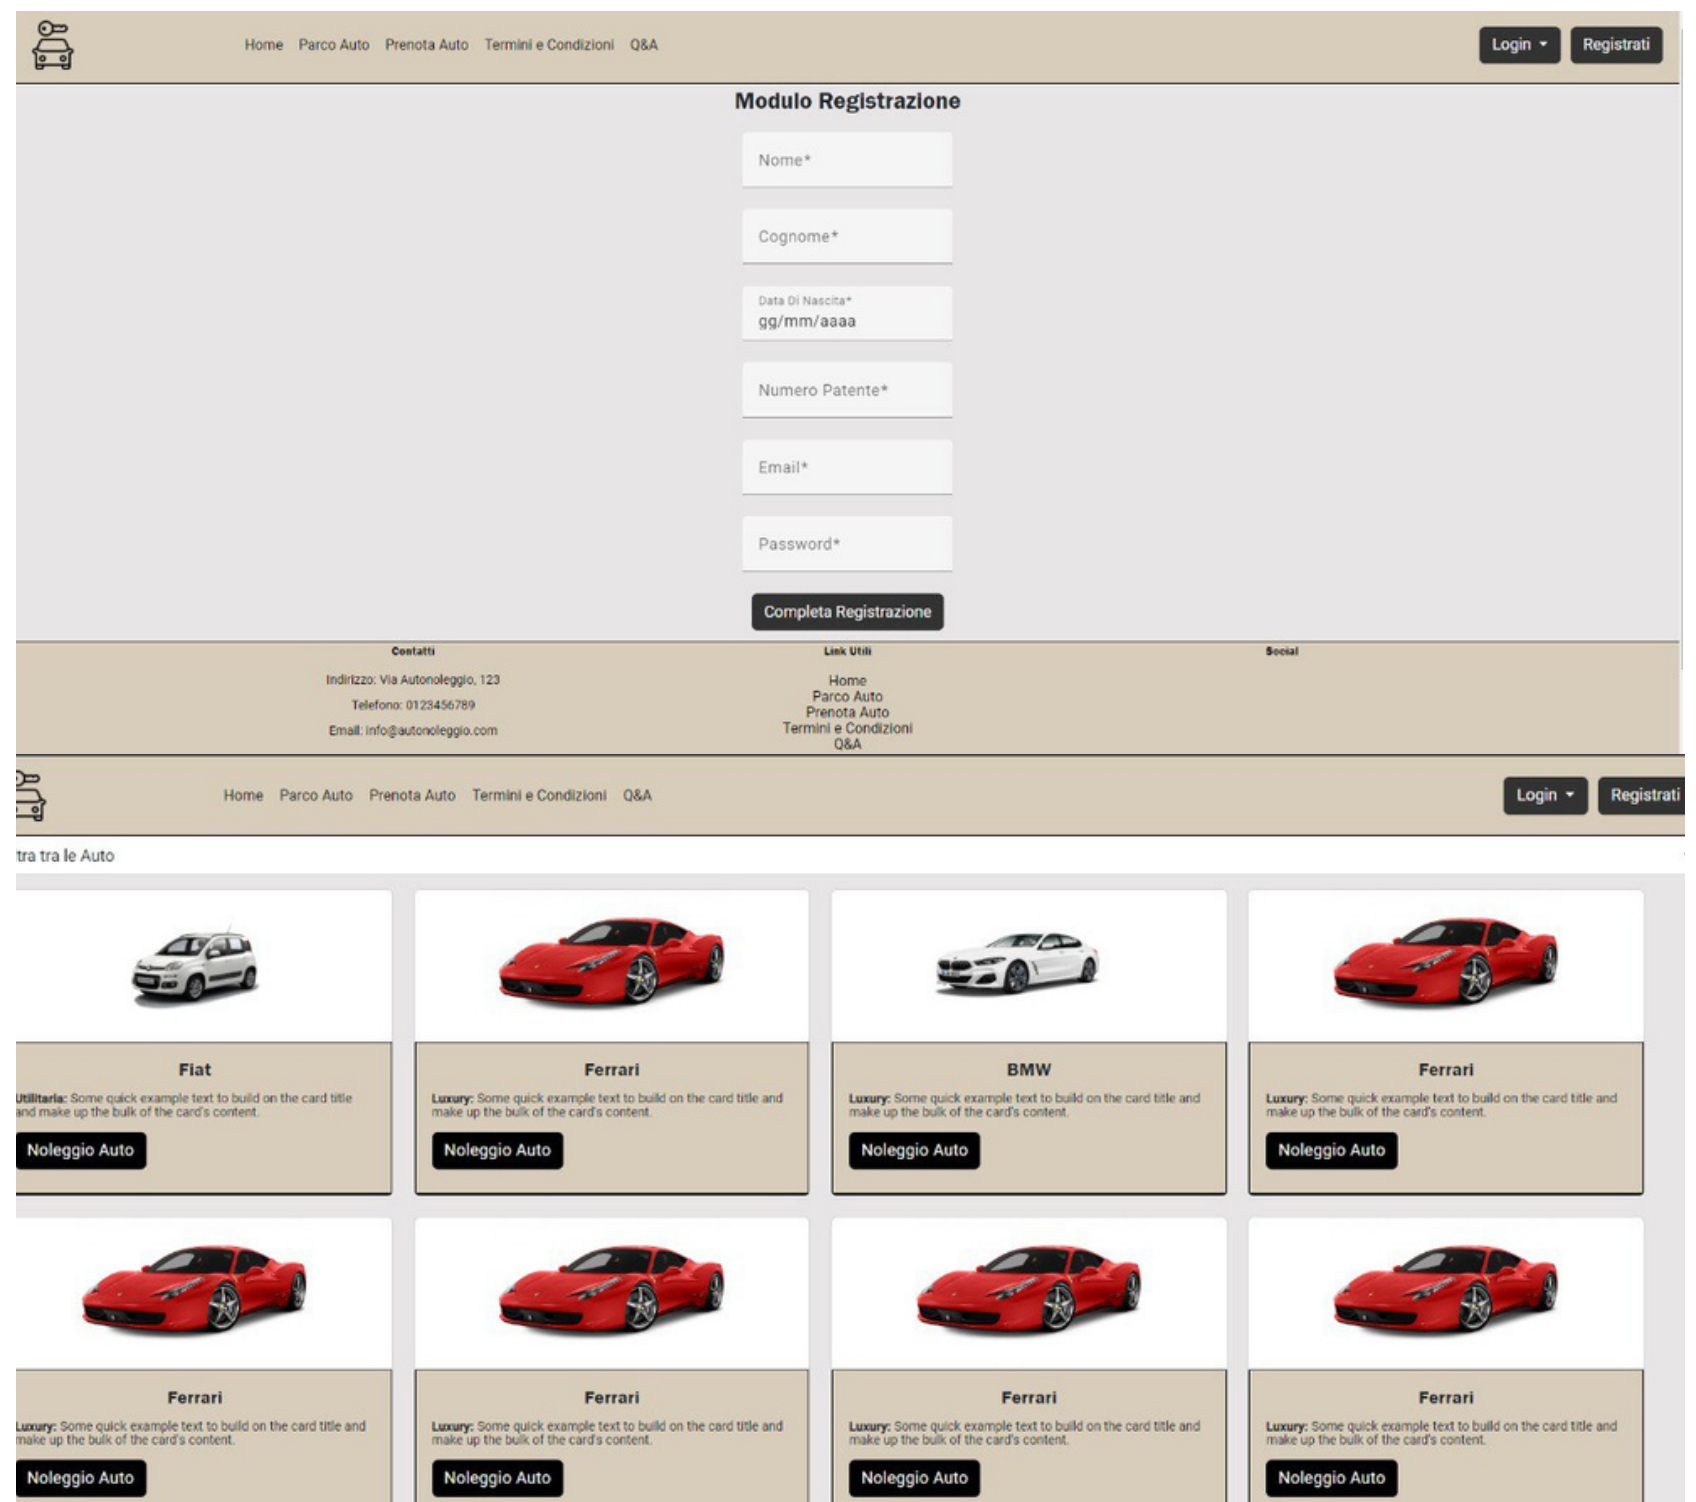 Home Parco Auto Prenota Auto Termini e Condizioni Q&A Login Registrati
Modulo Registrazione
Nome*
Cognome*
Data Di Nascita*
gg/mm/aaaa
Numero Patente*
Email*
Password*
Completa Registrazione
Contatti
Indirizzo: Via Autonoleggio, 123
Telefono: 0123456789
Email: info@autonoleggio.com
Link Utili
Home
Parco Auto
Prenota Auto
Termini e Condizioni
Q&A
Social
Home Parco Auto Prenota Auto Termini e Condizioni Q&A Login Registrati
tra tra le Auto
Fiat
Utilitaria: Some quick example text to build on the card title
and make up the bulk of the card's content.
Noleggio Auto
Ferrari
Luxury: Some quick example text to build on the card title and
make up the bulk of the card's content.
Noleggio Auto
BMW
Luxury: Some quick example text to build on the card title and
make up the bulk of the card's content.
Noleggio Auto
Ferrari
Luxury: Some quick example text to build on the card title and
make up the bulk of the card's content.
Noleggio Auto
Ferrari
Luxury: Some quick example text to build on the card title and
make up the bulk of the card's content.
Noleggio Auto
Ferrari
Luxury: Some quick example text to build on the card title and
make up the bulk of the card's content.
Noleggio Auto
Ferrari
Luxury: Some quick example text to build on the card title and
make up the bulk of the card's content.
Noleggio Auto
Ferrari
Luxury: Some quick example text to build on the card title and
make up the bulk of the card's content.
Noleggio Auto